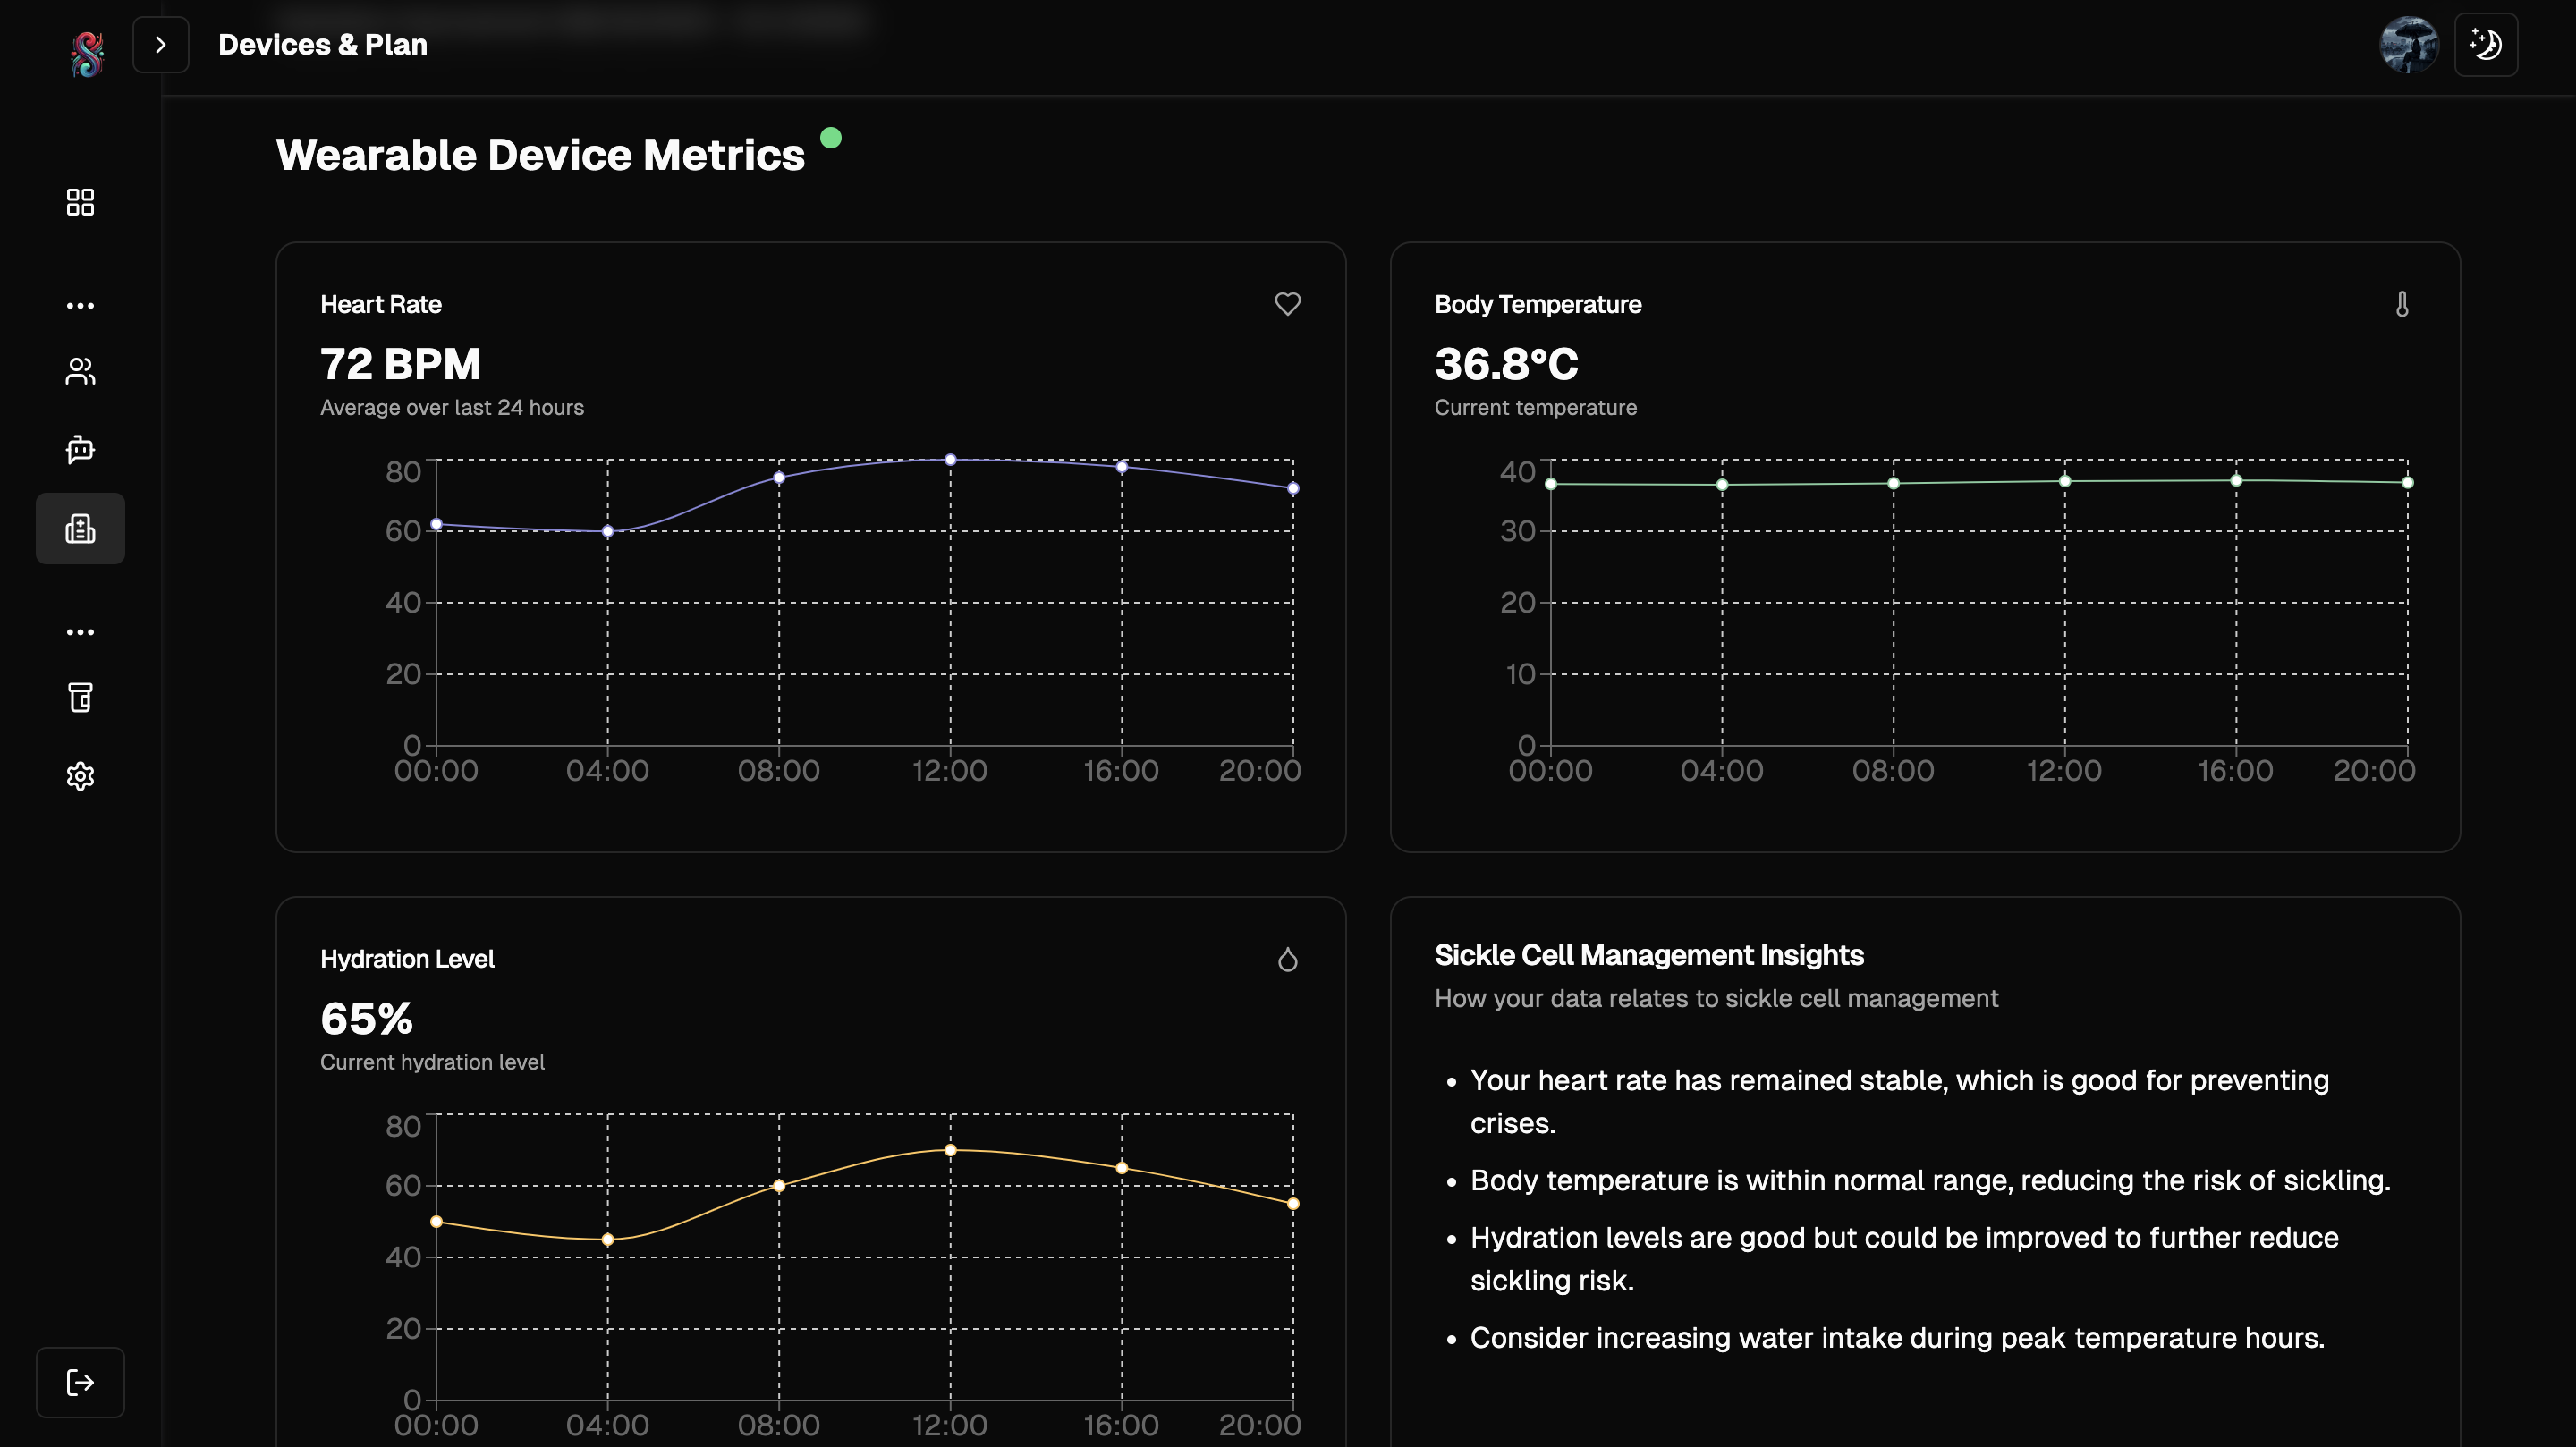 Devices & Plan
Wearable Device Metrics
Heart Rate
72 BPM
Average over last 24 hours
80
60
40
20
0
00:00 04:00 08:00 12:00 16:00 20:00
Body Temperature
36.8°C
Current temperature
40
30
20
10
0
00:00 04:00 08:00 12:00 16:00 20:00
Hydration Level
65%
Current hydration level
80
60
40
20
0
00:00 04:00 08:00 12:00 16:00 20:00
Sickle Cell Management Insights
How your data relates to sickle cell management
• Your heart rate has remained stable, which is good for preventing
crises.
• Body temperature is within normal range, reducing the risk of sickling.
• Hydration levels are good but could be improved to further reduce
sickling risk.
• Consider increasing water intake during peak temperature hours.